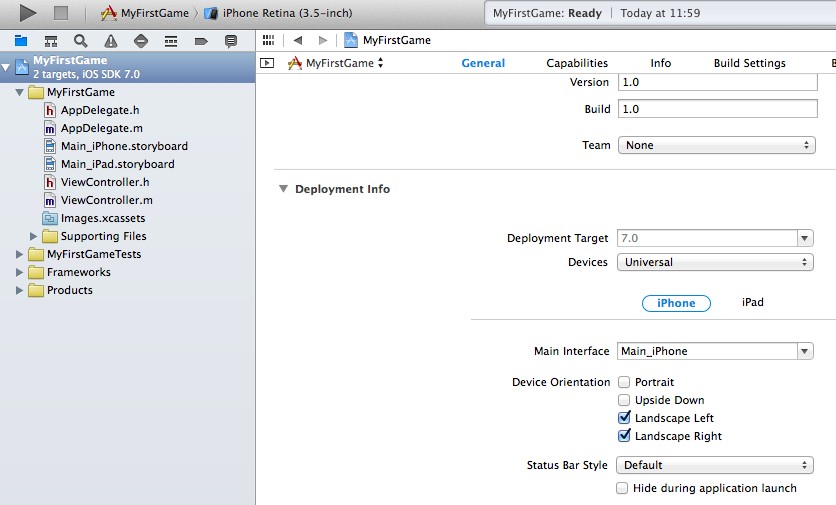 MyFirstGame iPhone Retina (3.5-inch)
MyFirstGame: Ready Today at 11:59
MyFirstGame
MyFirstGame
2 targets, iOS SDK 7.0
MyFirstGame
AppDelegate.h
AppDelegate.m
Main_iPhone.storyboard
Main_iPad.storyboard
ViewController.h
ViewController.m
Images.xcassets
Supporting Files
MyFirstGameTests
Frameworks
Products
MyFirstGame General Capabilities Info Build Settings B
Version 1.0
Build 1.0
Team None
Deployment Info
Deployment Target 7.0
Devices Universal
iPhone iPad
Main Interface Main_iPhone
Device Orientation Portrait
Upside Down
Landscape Left
Landscape Right
Status Bar Style Default
Hide during application launch